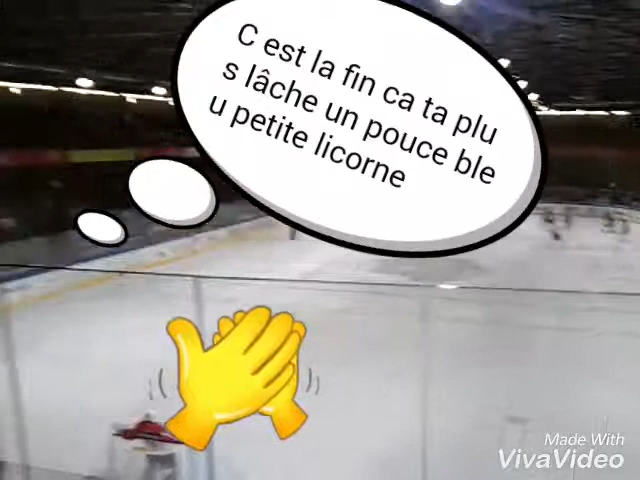 C est la fin ca ta plu
s lâche un pouce ble
u petite licorne
Made With
VivaVideo